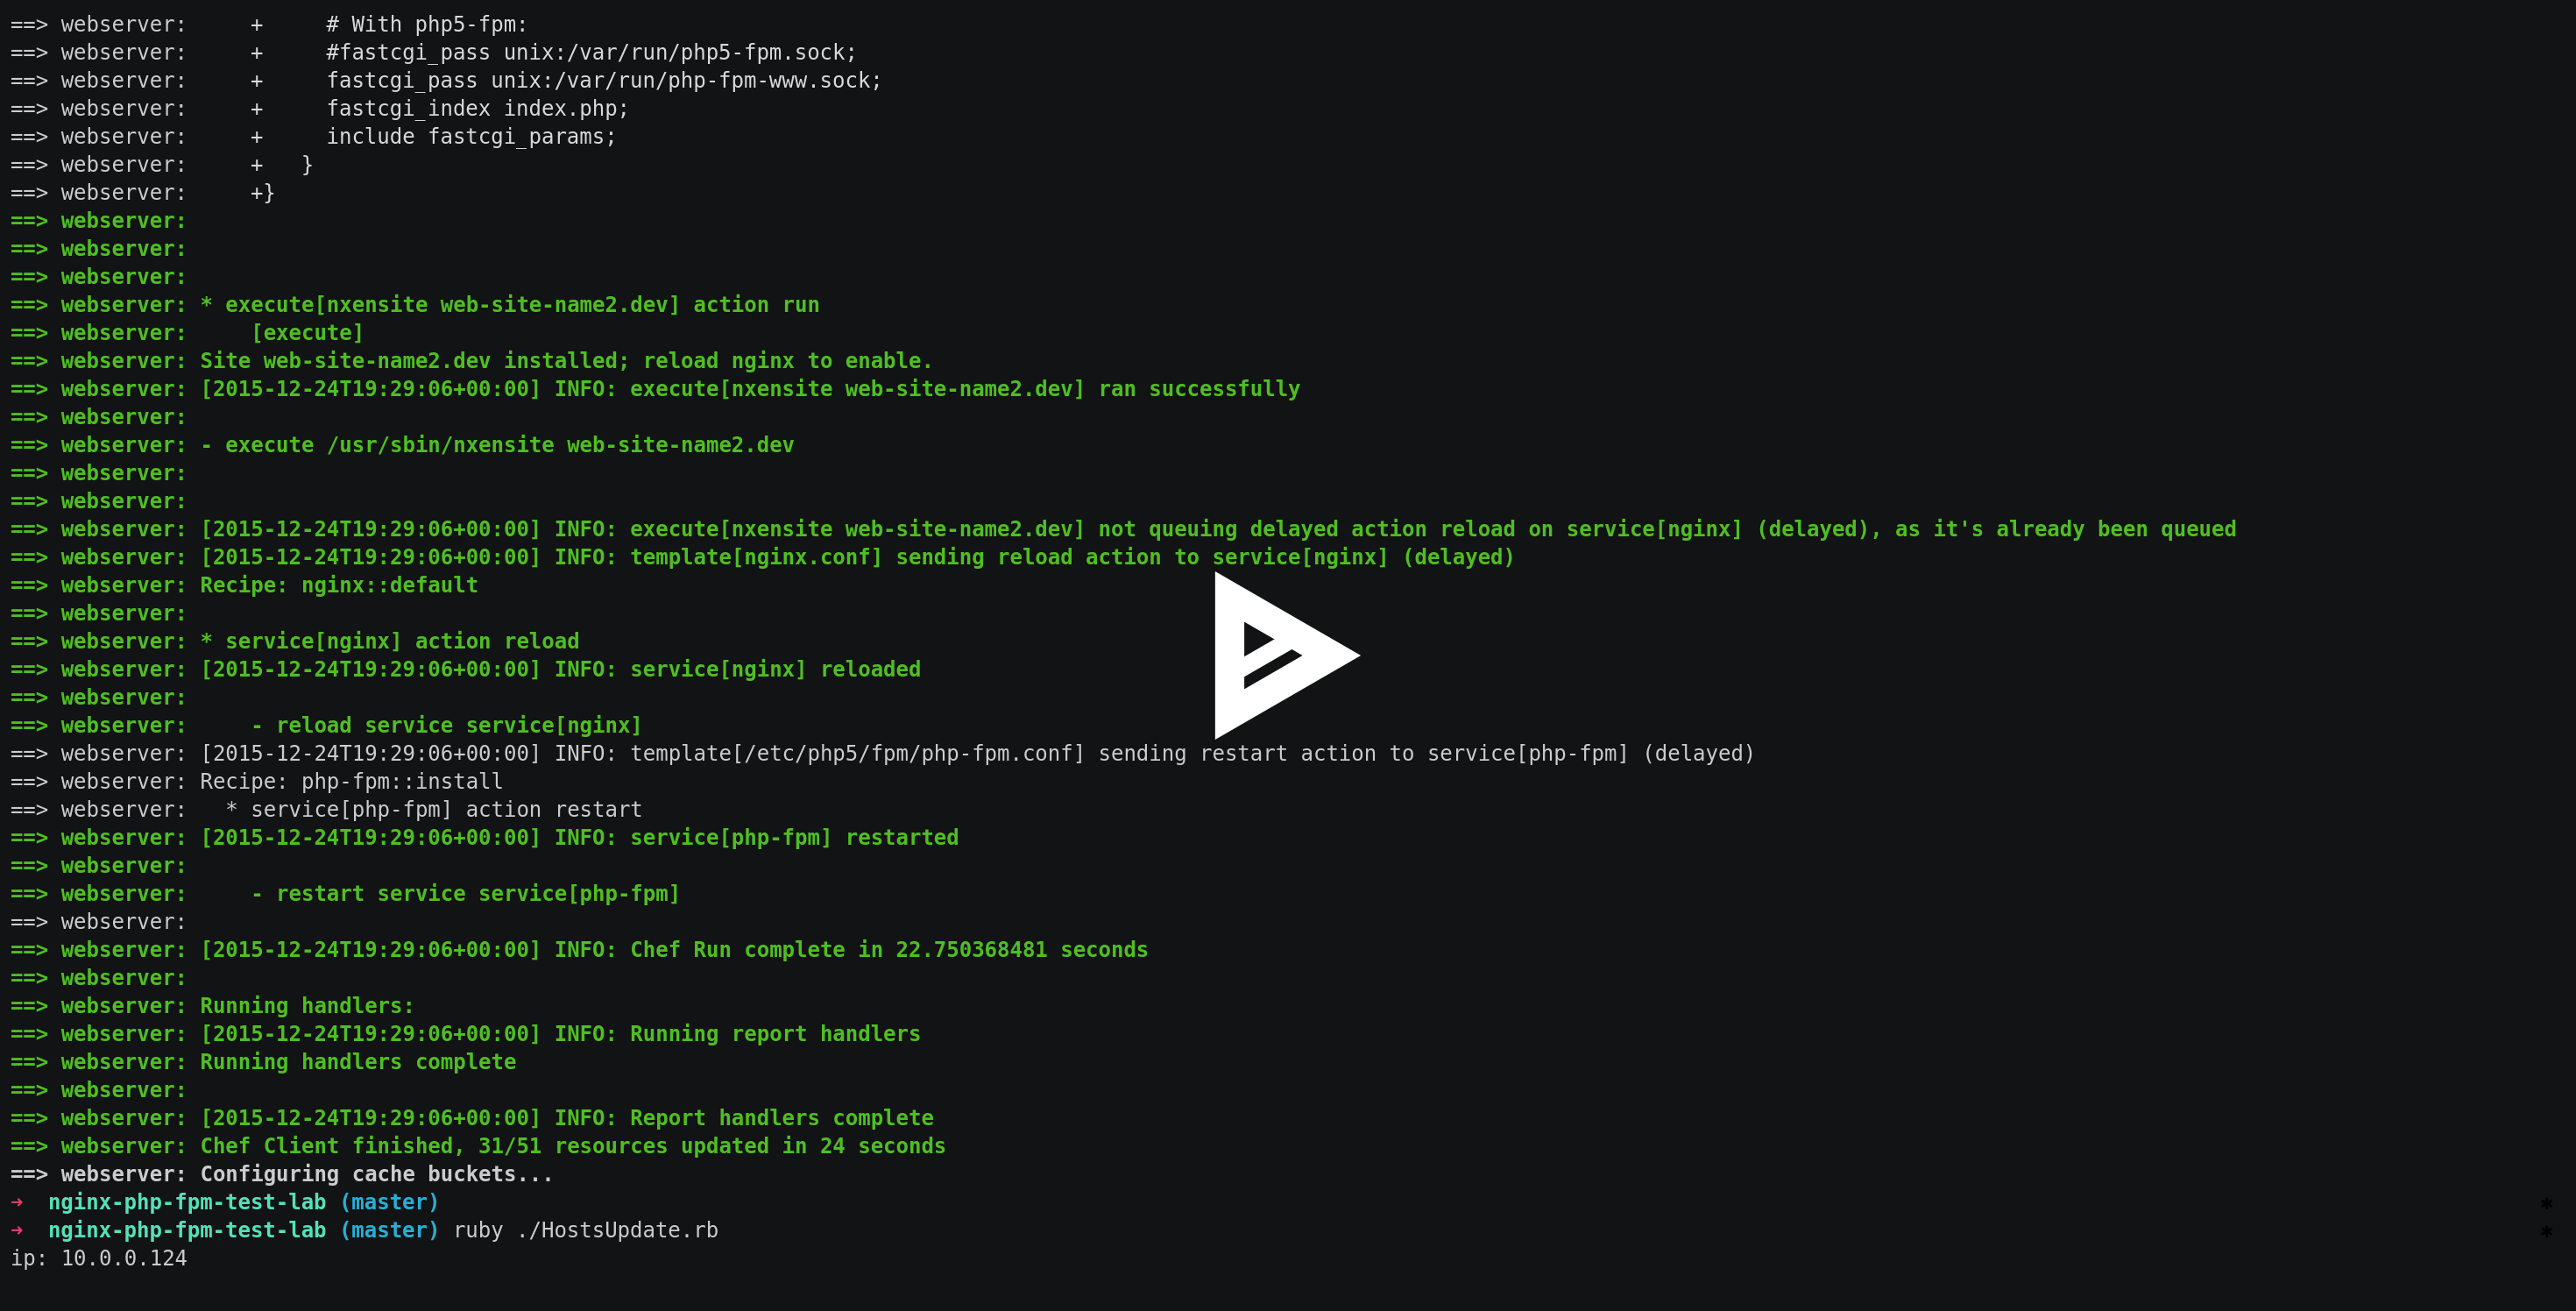 ==> webserver:     +     # With php5-fpm:
==> webserver:     +     #fastcgi_pass unix:/var/run/php5-fpm.sock;
==> webserver:     +     fastcgi_pass unix:/var/run/php-fpm-www.sock;
==> webserver:     +     fastcgi_index index.php;
==> webserver:     +     include fastcgi_params;
==> webserver:     +   }
==> webserver:     +}
==> webserver:
==> webserver:
==> webserver:
==> webserver: * execute[nxensite web-site-name2.dev] action run
==> webserver:     [execute]
==> webserver: Site web-site-name2.dev installed; reload nginx to enable.
==> webserver: [2015-12-24T19:29:06+00:00] INFO: execute[nxensite web-site-name2.dev] ran successfully
==> webserver:
==> webserver: - execute /usr/sbin/nxensite web-site-name2.dev
==> webserver:
==> webserver:
==> webserver: [2015-12-24T19:29:06+00:00] INFO: execute[nxensite web-site-name2.dev] not queuing delayed action reload on service[nginx] (delayed), as it's already been queued
==> webserver: [2015-12-24T19:29:06+00:00] INFO: template[nginx.conf] sending reload action to service[nginx] (delayed)
==> webserver: Recipe: nginx::default
==> webserver:
==> webserver: * service[nginx] action reload
==> webserver: [2015-12-24T19:29:06+00:00] INFO: service[nginx] reloaded
==> webserver:
==> webserver:     - reload service service[nginx]
==> webserver: [2015-12-24T19:29:06+00:00] INFO: template[/etc/php5/fpm/php-fpm.conf] sending restart action to service[php-fpm] (delayed)
==> webserver: Recipe: php-fpm::install
==> webserver:   * service[php-fpm] action restart
==> webserver: [2015-12-24T19:29:06+00:00] INFO: service[php-fpm] restarted
==> webserver:
==> webserver:     - restart service service[php-fpm]
==> webserver:
==> webserver: [2015-12-24T19:29:06+00:00] INFO: Chef Run complete in 22.750368481 seconds
==> webserver:
==> webserver: Running handlers:
==> webserver: [2015-12-24T19:29:06+00:00] INFO: Running report handlers
==> webserver: Running handlers complete
==> webserver:
==> webserver: [2015-12-24T19:29:06+00:00] INFO: Report handlers complete
==> webserver: Chef Client finished, 31/51 resources updated in 24 seconds
==> webserver: Configuring cache buckets...
➜  nginx-php-fpm-test-lab (master) ✱
➜  nginx-php-fpm-test-lab (master) ruby ./HostsUpdate.rb ✱
ip: 10.0.0.124